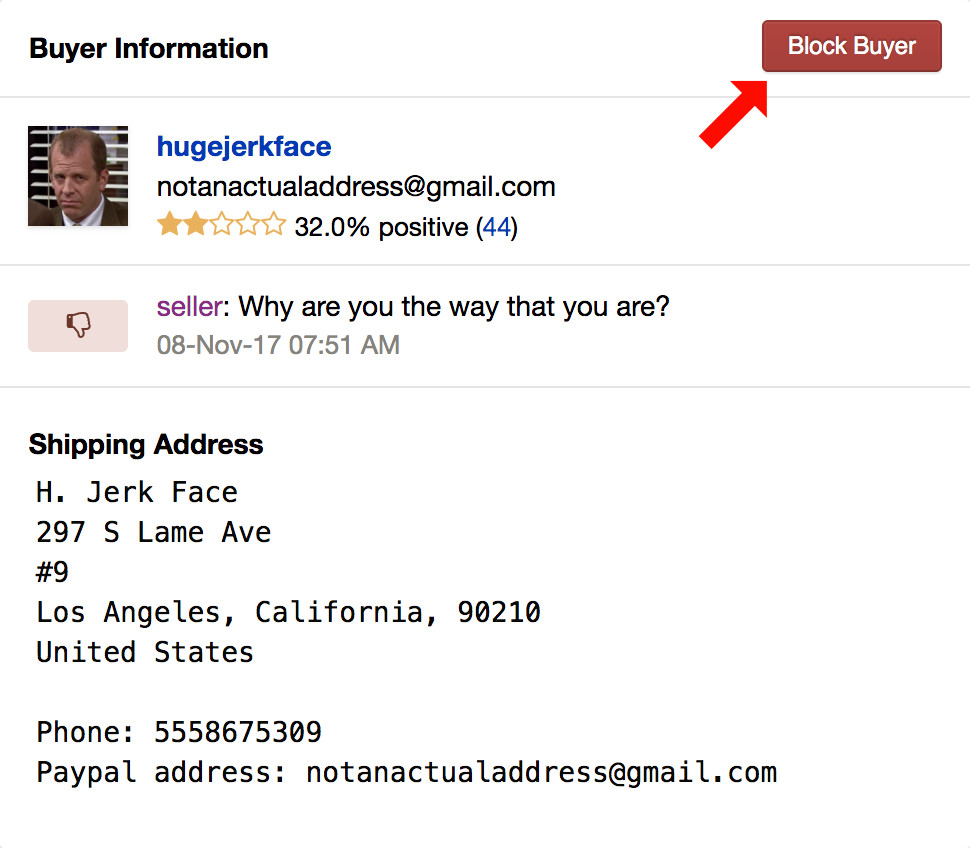 Buyer Information
Block Buyer
hugejerkface
notanactualaddress@gmail.com
32.0% positive (44)
seller: Why are you the way that you are?
08-Nov-17 07:51 AM
Shipping Address
H. Jerk Face
297 S Lame Ave
#9
Los Angeles, California, 90210
United States
Phone: 5558675309
Paypal address: notanactualaddress@gmail.com